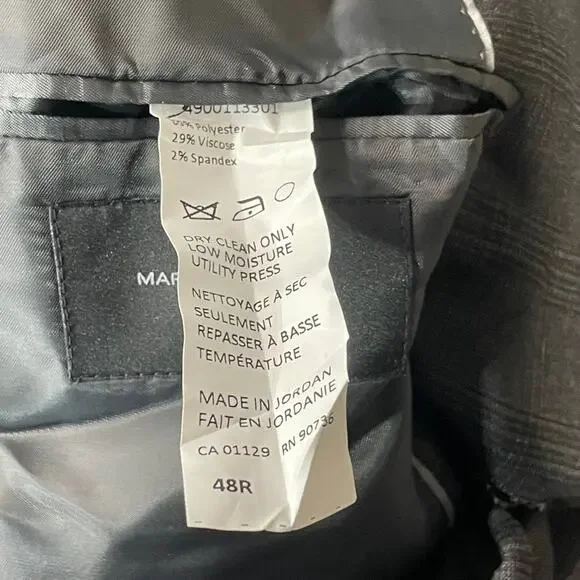 4900113301
Polyester
29% Viscose
2% Spandex
DRY CLEAN ONLY
LOW MOISTURE
UTILITY PRESS
MAR
NETTOYAGE À SEC
SEULEMENT
REPASSER À BASSE
TEMPÉRATURE
MADE IN JORDAN
FAIT EN JORDANIE
CA 01129 RN 90736
48R